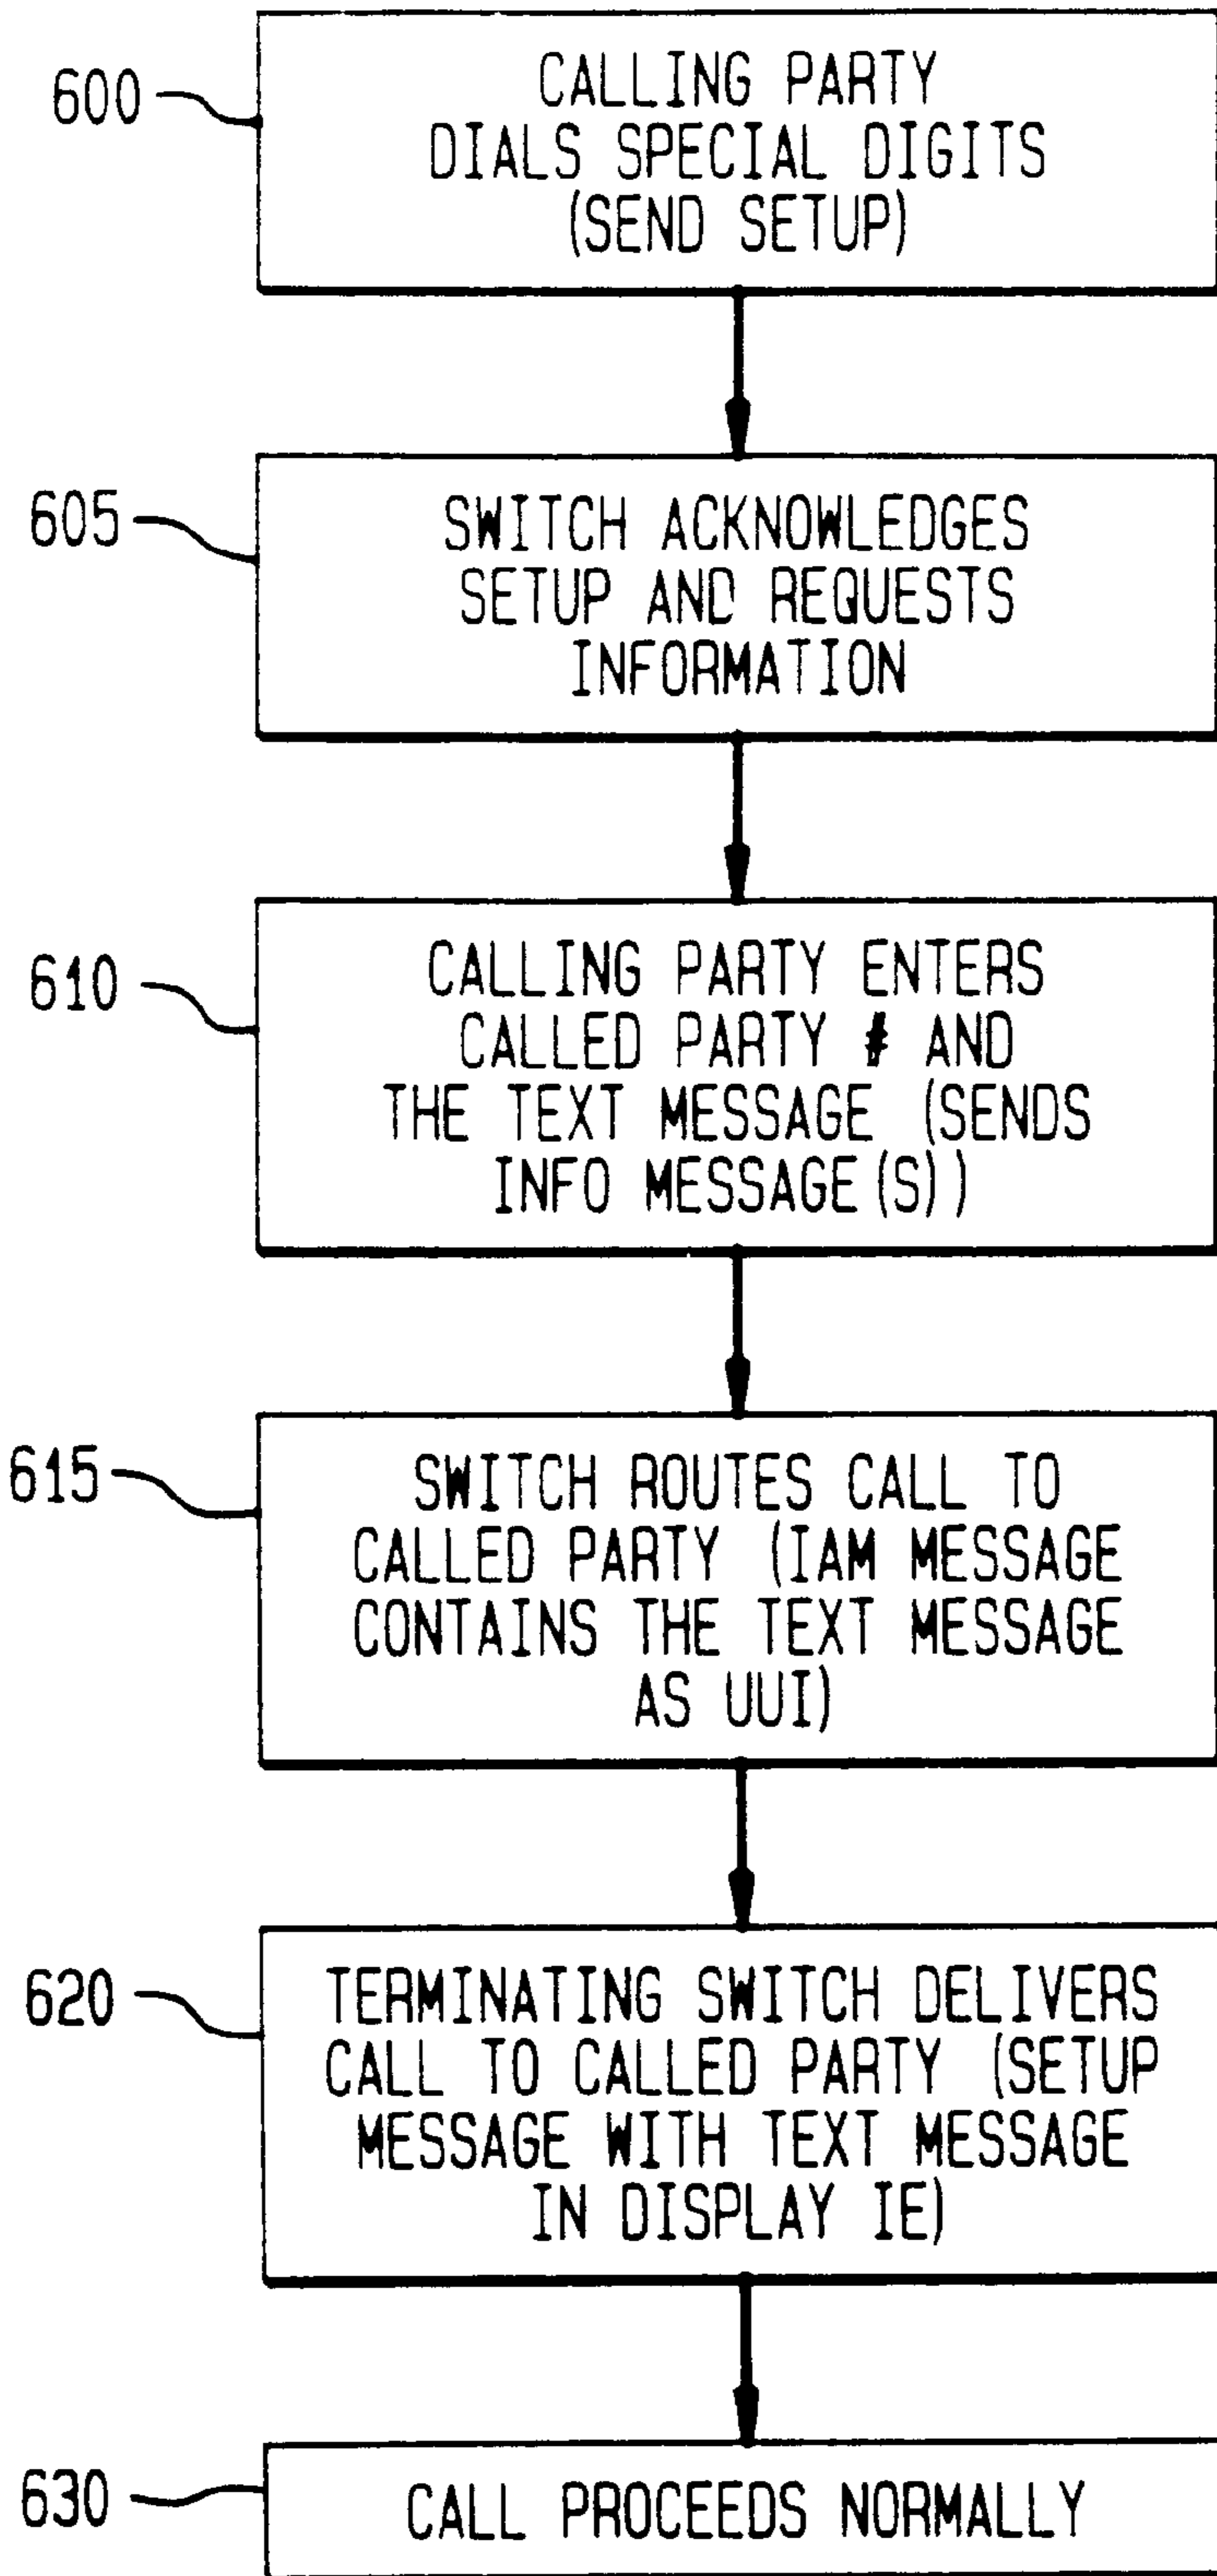 600
CALLING PARTY
DIALS SPECIAL DIGITS
(SEND SETUP)
605
SWITCH ACKNOWLEDGES
SETUP AND REQUESTS
INFORMATION
610
CALLING PARTY ENTERS
CALLED PARTY # AND
THE TEXT MESSAGE (SENDS
INFO MESSAGE(S))
615
SWITCH ROUTES CALL TO
CALLED PARTY (IAM MESSAGE
CONTAINS THE TEXT MESSAGE
AS UUI)
620
TERMINATING SWITCH DELIVERS
CALL TO CALLED PARTY (SETUP
MESSAGE WITH TEXT MESSAGE
IN DISPLAY IE)
630
CALL PROCEEDS NORMALLY